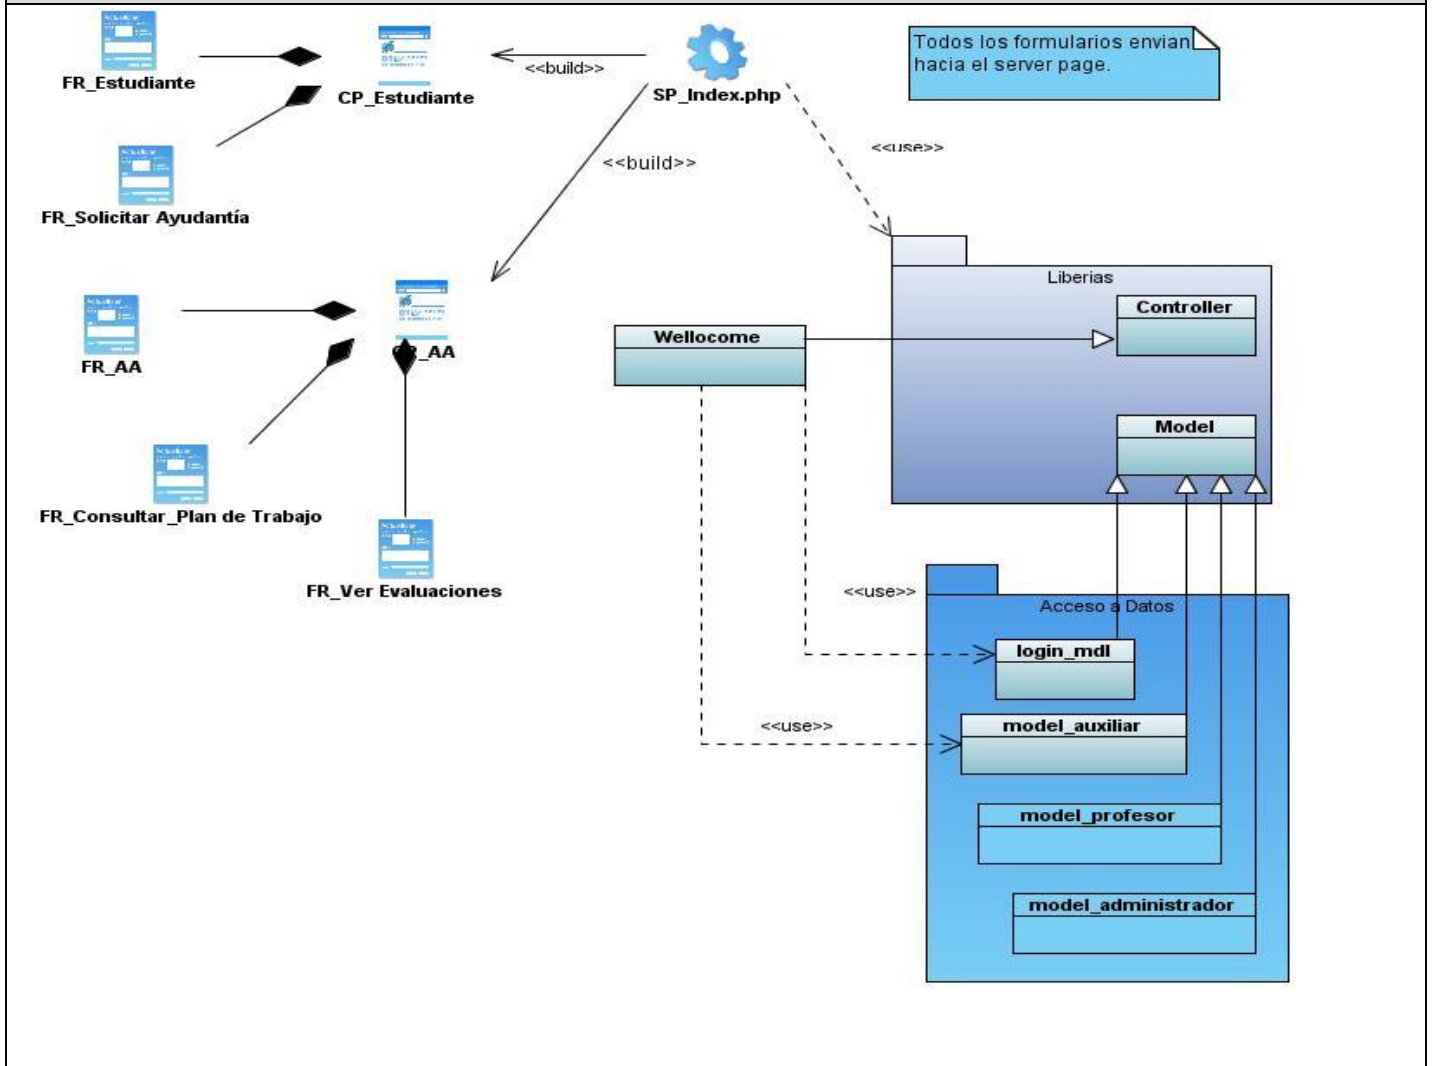 FR_Estudiante
CP_Estudiante
<<build>>
SP_Index.php
Todos los formularios envian
hacia el server page.
<<use>>
<<build>>
FR_Solicitar Ayudantía
Liberias
Controller
Wellocome
Model
FR_AA
_AA
FR_Consultar_Plan de Trabajo
FR_Ver Evaluaciones
<<use>>
Acceso a Datos
login_mdl
<<use>>
model_auxiliar
model_profesor
model_administrador